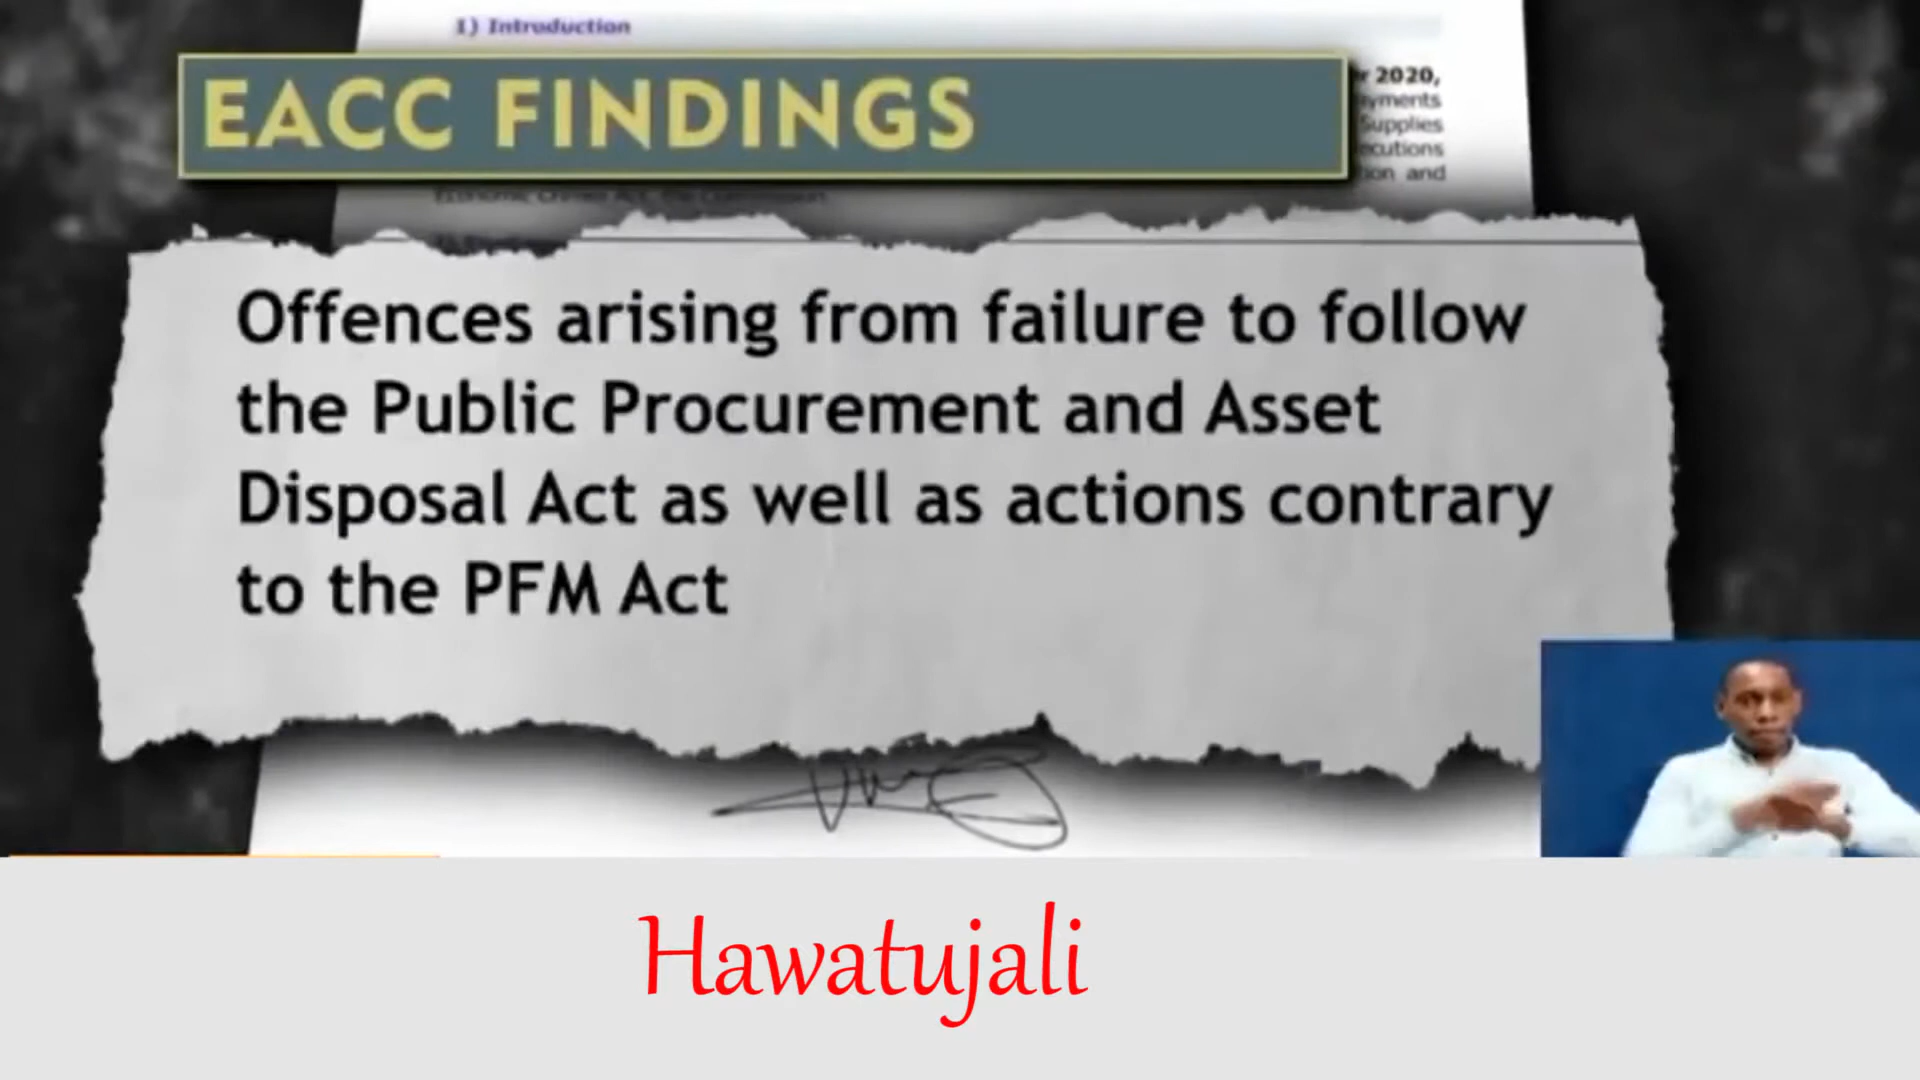 1) Introduction
EACC FINDINGS
2020,
Supplies
and
Offences arising from failure to follow
the Public Procurement and Asset
Disposal Act as well as actions contrary
to the PFM Act
Hawatujali